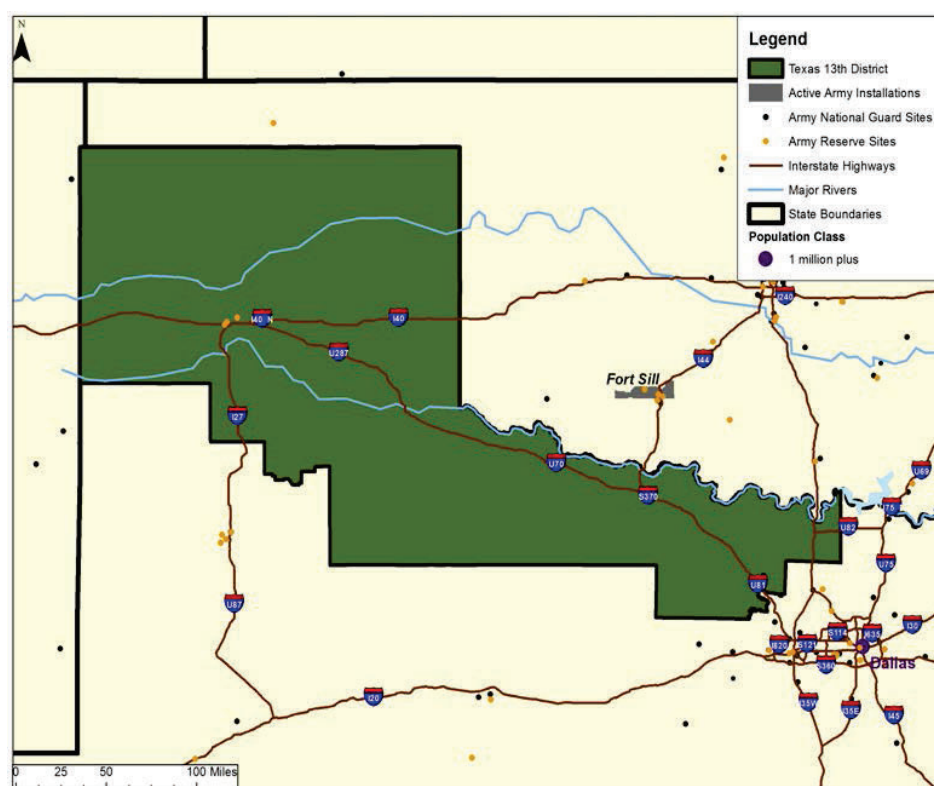 N
Legend
Texas 13th District
Active Army Installations
Army National Guard Sites
Army Reserve Sites
Interstate Highways
Major Rivers
State Boundaries
Population Class
1 million plus
I240
I40 N
I40
U287
I44
Fort Sill
I27
U70
U69
S370
I75
U82
U75
U81
U87
I30
S114
I635
I820
S121
S360
Dallas
I20
I35W
I35E
I45
0 25 50 100 Miles